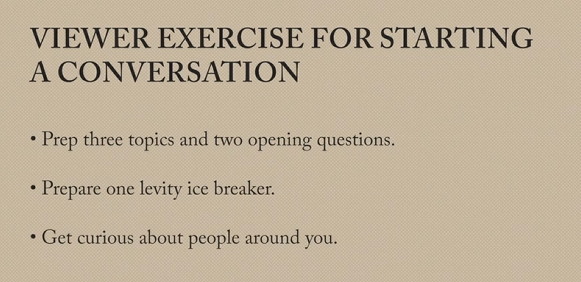 VIEWER EXERCISE FOR STARTING
A CONVERSATION
• Prep three topics and two opening questions.
• Prepare one levity ice breaker.
• Get curious about people around you.